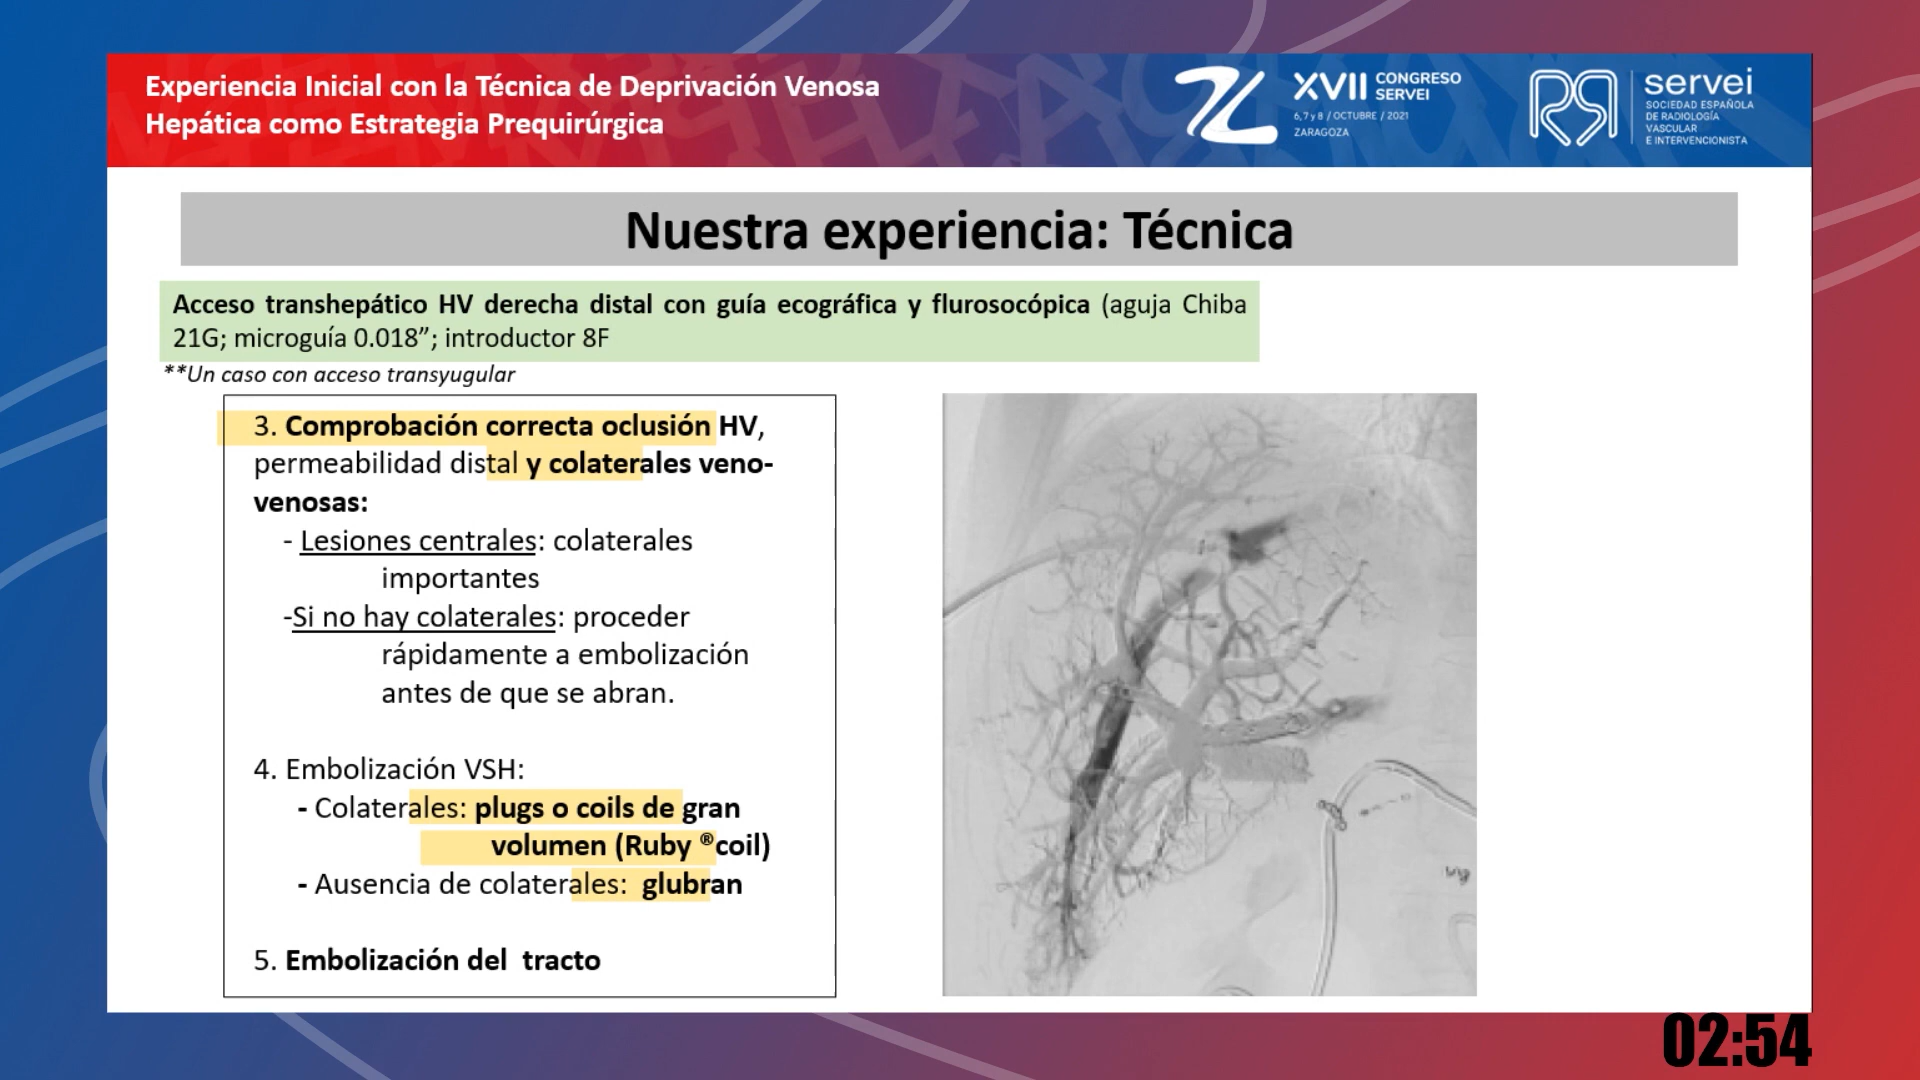 Experiencia Inicial con la Técnica de Deprivación Venosa
Hepática como Estrategia Prequirúrgica
XVII CONGRESO
SERVEI
6, 7 y 8 / OCTUBRE / 2021
ZARAGOZA
servei
SOCIEDAD ESPAÑOLA
DE RADIOLOGÍA
VASCULAR
E INTERVENCIONISTA
Nuestra experiencia: Técnica
Acceso transhepático HV derecha distal con guía ecográfica y flurosocópica (aguja Chiba
21G; microguía 0.018”; introductor 8F
**Un caso con acceso transyugular
3. Comprobación correcta oclusión HV,
permeabilidad distal y colaterales veno-
venosas:
- Lesiones centrales: colaterales
importantes
-Si no hay colaterales: proceder
rápidamente a embolización
antes de que se abran.
4. Embolización VSH:
- Colaterales: plugs o coils de gran
volumen (Ruby ®coil)
- Ausencia de colaterales: glubran
5. Embolización del tracto
02:54